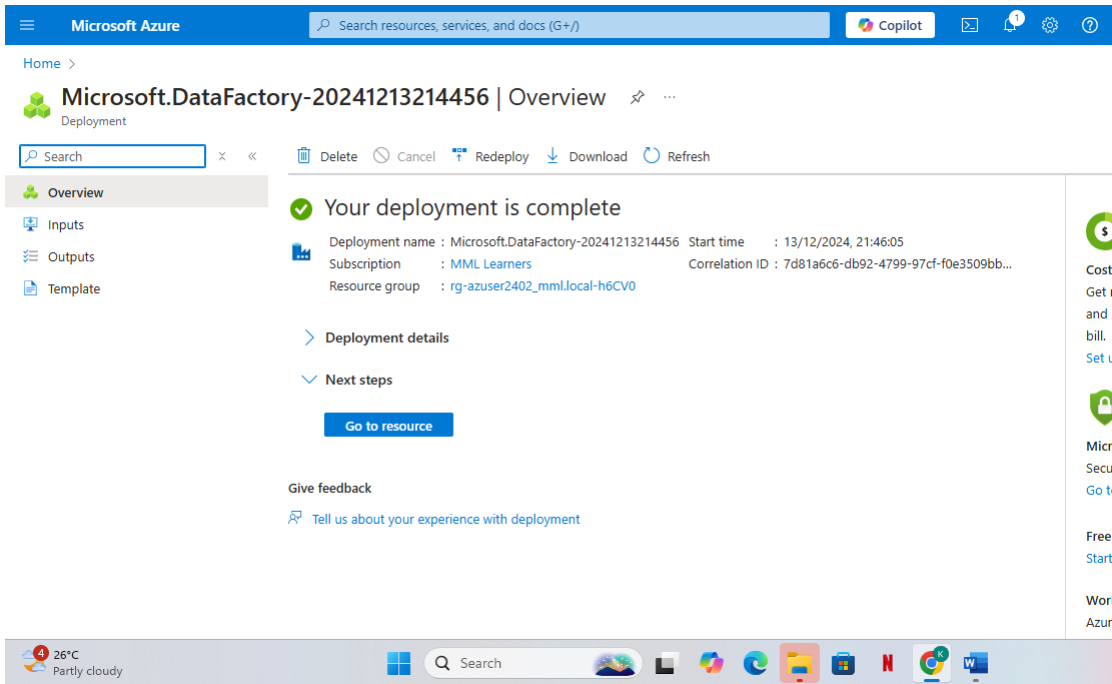 Microsoft Azure
Search resources, services, and docs (G+/)
Copilot
1
Home >
Microsoft.DataFactory-20241213214456 | Overview
Deployment
Search
Delete Cancel Redeploy Download Refresh
Overview
Inputs
Outputs
Template
Your deployment is complete
Deployment name : Microsoft.DataFactory-20241213214456 Start time : 13/12/2024, 21:46:05
Subscription : MML Learners Correlation ID : 7d81a6c6-db92-4799-97cf-f0e3509bb...
Resource group : rg-azuser2402_mml.local-h6CV0
Deployment details
Next steps
Go to resource
Give feedback
Tell us about your experience with deployment
$
Cost
Get
and
bill.
Set
Micr
Secu
Go
Free
Start
Wor
Azur
4
26°C
Partly cloudy
Search
N
K
W